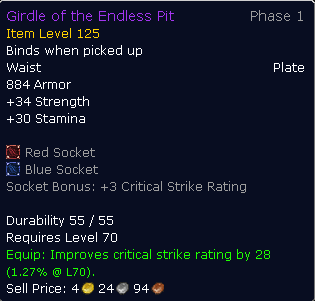 Girdle of the Endless Pit Phase 1
Item Level 125
Binds when picked up
Waist Plate
884 Armor
+34 Strength
+30 Stamina
Red Socket
Blue Socket
Socket Bonus: +3 Critical Strike Rating
Durability 55 / 55
Requires Level 70
Equip: Improves critical strike rating by 28
(1.27% @ L70).
Sell Price: 4 24 94